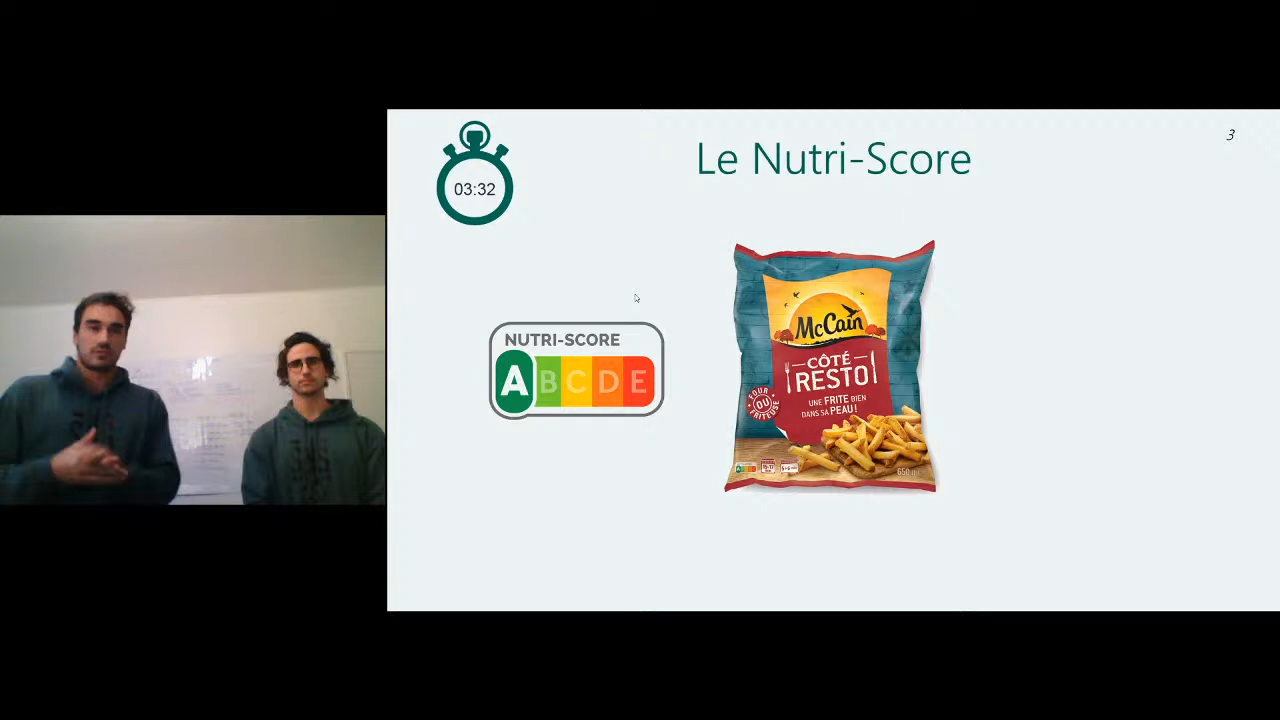 3
Le Nutri-Score
03:32
NUTRI-SCORE
A B C D E
McCain
CÔTÉ
RESTO
UNE FRITE BIEN
DANS SA PEAU!
FOUR
OU
FRITEUSE